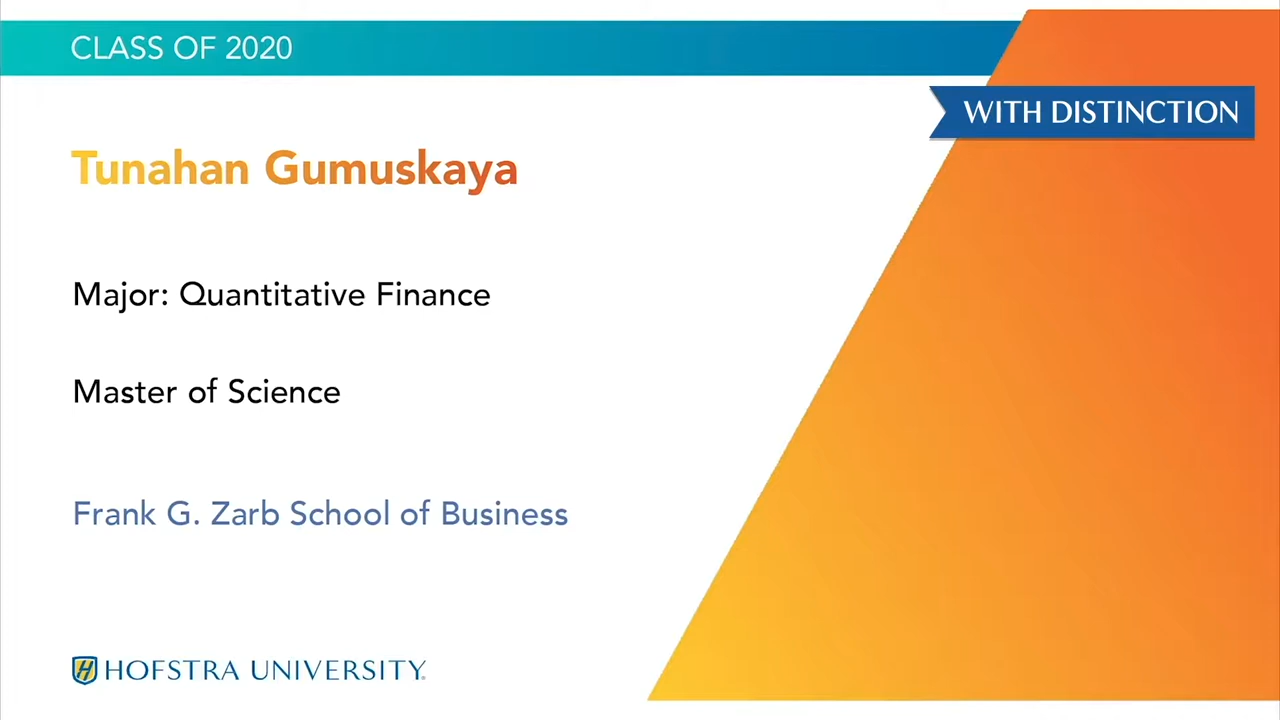 CLASS OF 2020
WITH DISTINCTION
Tunahan Gumuskaya
Major: Quantitative Finance
Master of Science
Frank G. Zarb School of Business
H HOFSTRA UNIVERSITY®